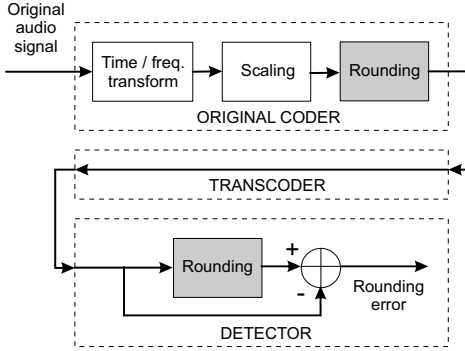 Original
audio
signal
Time / freq.
transform
Scaling
Rounding
ORIGINAL CODER
TRANSCODER
Rounding
+
-
Rounding
error
DETECTOR